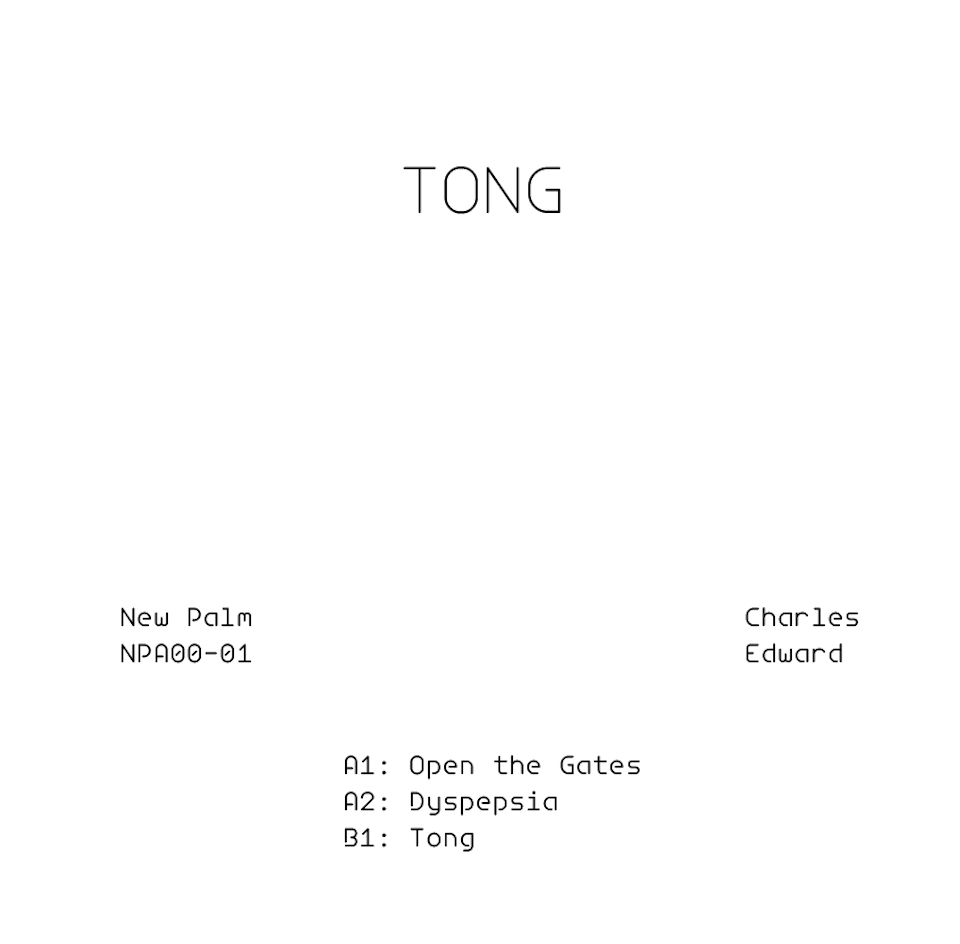 TONG
New Palm
NPA00-01
Charles
Edward
A1: Open the Gates
A2: Dyspepsia
B1: Tong